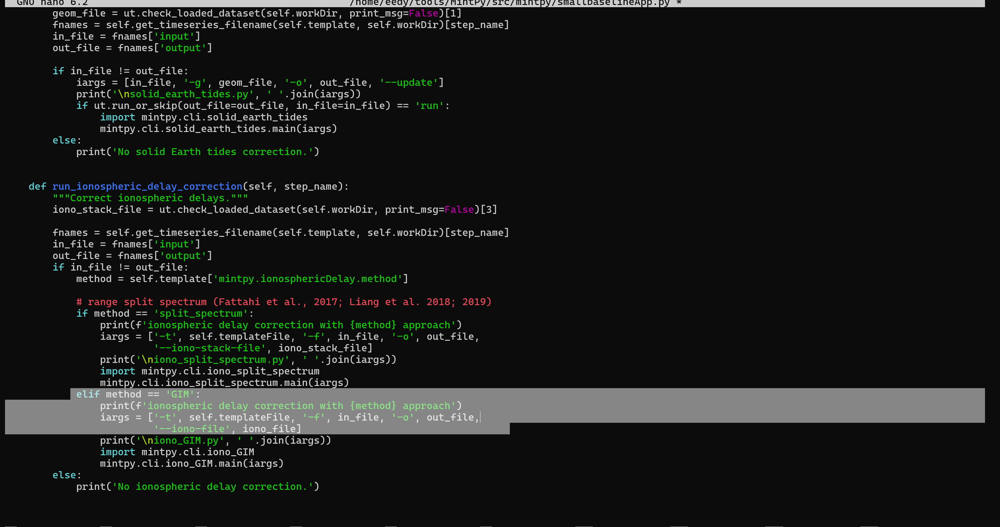 GNU nano 6.2 /home/eedy/tools/MintPy/src/mintpy/smallbaselineApp.py *
        geom_file = ut.check_loaded_dataset(self.workDir, print_msg=False)[1]
        fnames = self.get_timeseries_filename(self.template, self.workDir)[step_name]
        in_file = fnames['input']
        out_file = fnames['output']

        if in_file != out_file:
            iargs = [in_file, '-g', geom_file, '-o', out_file, '--update']
            print('\nsolid_earth_tides.py', ' '.join(iargs))
            if ut.run_or_skip(out_file=out_file, in_file=in_file) == 'run':
                import mintpy.cli.solid_earth_tides
                mintpy.cli.solid_earth_tides.main(iargs)
        else:
            print('No solid Earth tides correction.')


    def run_ionospheric_delay_correction(self, step_name):
        """Correct ionospheric delays."""
        iono_stack_file = ut.check_loaded_dataset(self.workDir, print_msg=False)[3]

        fnames = self.get_timeseries_filename(self.template, self.workDir)[step_name]
        in_file = fnames['input']
        out_file = fnames['output']
        if in_file != out_file:
            method = self.template['mintpy.ionosphericDelay.method']

            # range split spectrum (Fattahi et al., 2017; Liang et al. 2018; 2019)
            if method == 'split_spectrum':
                print(f'ionospheric delay correction with {method} approach')
                iargs = ['-t', self.templateFile, '-f', in_file, '-o', out_file,
                         '--iono-stack-file', iono_stack_file]
                print('\niono_split_spectrum.py', ' '.join(iargs))
                import mintpy.cli.iono_split_spectrum
                mintpy.cli.iono_split_spectrum.main(iargs)
            elif method == 'GIM':
                print(f'ionospheric delay correction with {method} approach')
                iargs = ['-t', self.templateFile, '-f', in_file, '-o', out_file,
                         '--iono-file', iono_file]
                print('\niono_GIM.py', ' '.join(iargs))
                import mintpy.cli.iono_GIM
                mintpy.cli.iono_GIM.main(iargs)
        else:
            print('No ionospheric delay correction.')